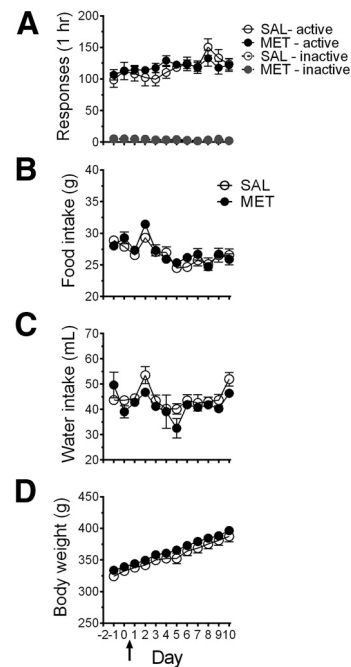 A
Responses (1 hr)
200
150
100
50
0
SAL- active
MET - active
SAL - inactive
MET - inactive
B
Food intake (g)
40
35
30
25
20
SAL
MET
C
Water intake (mL)
70
60
50
40
30
20
D
Body weight (g)
450
400
350
300
250
-2-1 0 1 2 3 4 5 6 7 8 9 10
Day